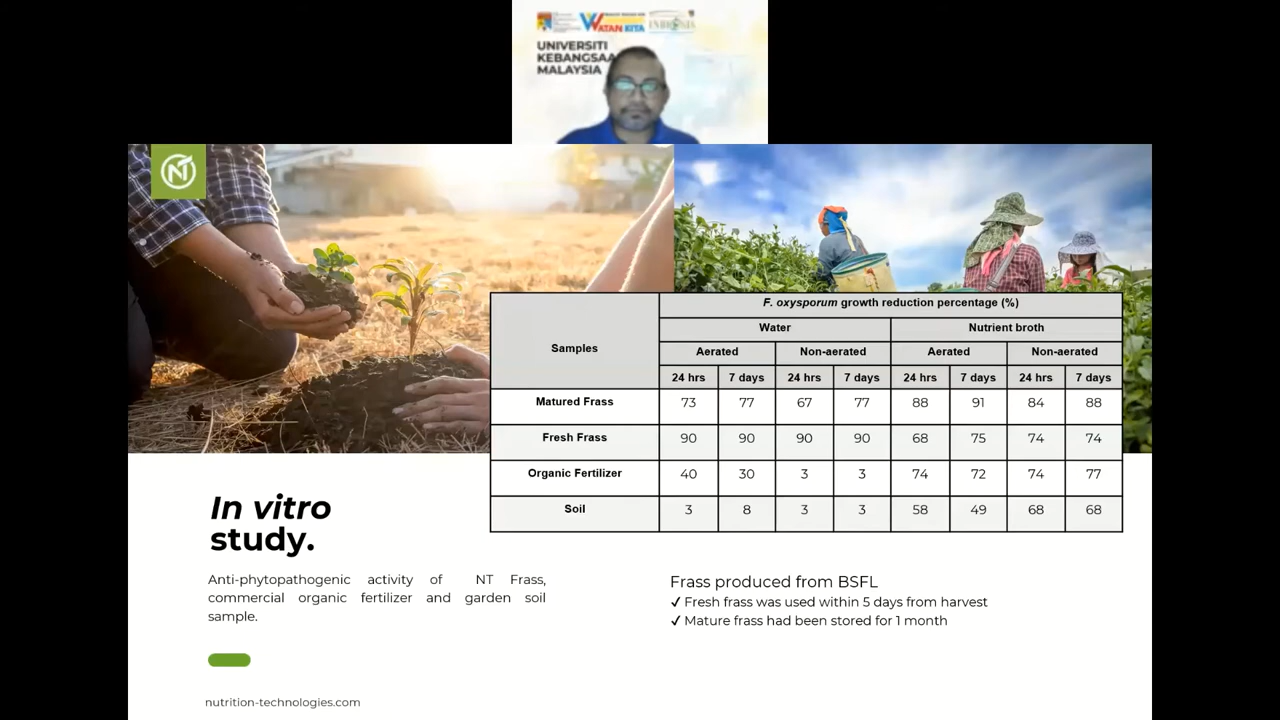 WATAN KITA
UNIVERSITI
KEBANGSAA
MALAYSIA
NT
Samples
F. oxysporum growth reduction percentage (%)
Water Nutrient broth
Aerated Non-aerated Aerated Non-aerated
24 hrs 7 days 24 hrs 7 days 24 hrs 7 days 24 hrs 7 days
Matured Frass 73 77 67 77 88 91 84 88
Fresh Frass 90 90 90 90 68 75 74 74
Organic Fertilizer 40 30 3 3 74 72 74 77
Soil 3 8 3 3 58 49 68 68
In vitro
study.
Anti-phytopathogenic activity of NT Frass,
commercial organic fertilizer and garden soil
sample.
Frass produced from BSFL
✓ Fresh frass was used within 5 days from harvest
✓ Mature frass had been stored for 1 month
nutrition-technologies.com